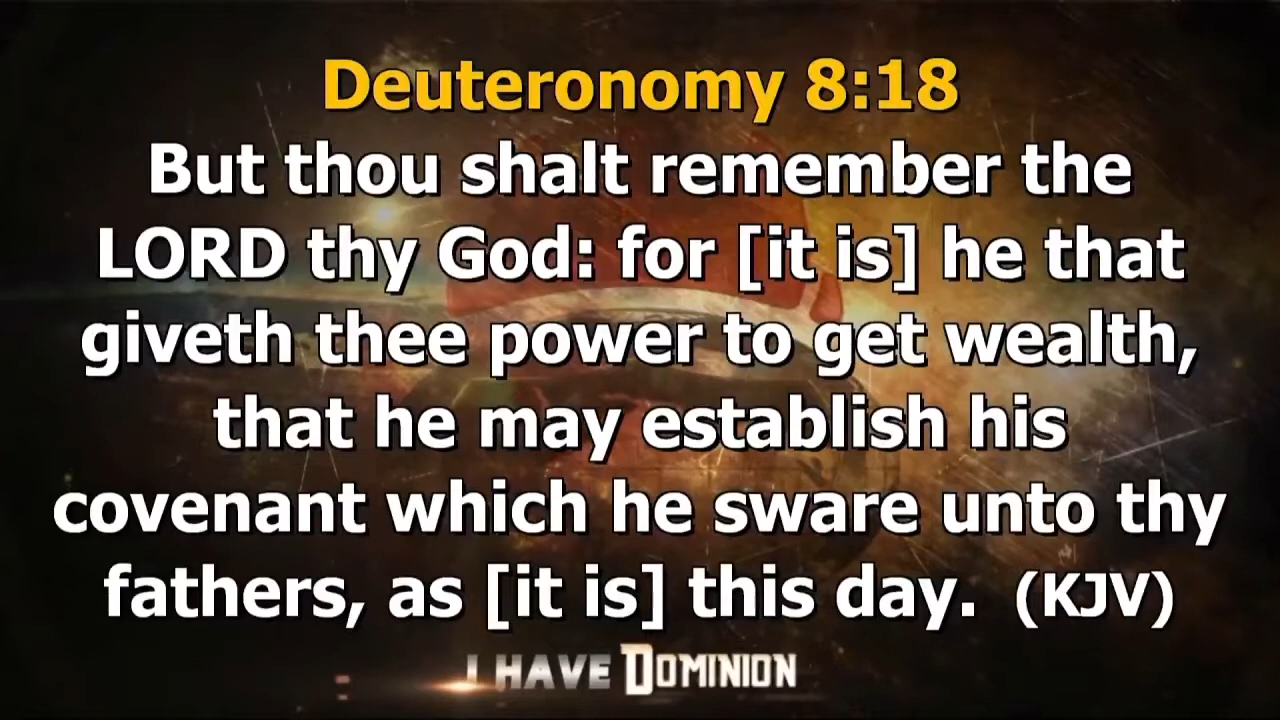 Deuteronomy 8:18
But thou shalt remember the
LORD thy God: for [it is] he that
giveth thee power to get wealth,
that he may establish his
covenant which he sware unto thy
fathers, as [it is] this day. (KJV)
I HAVE DOMINION